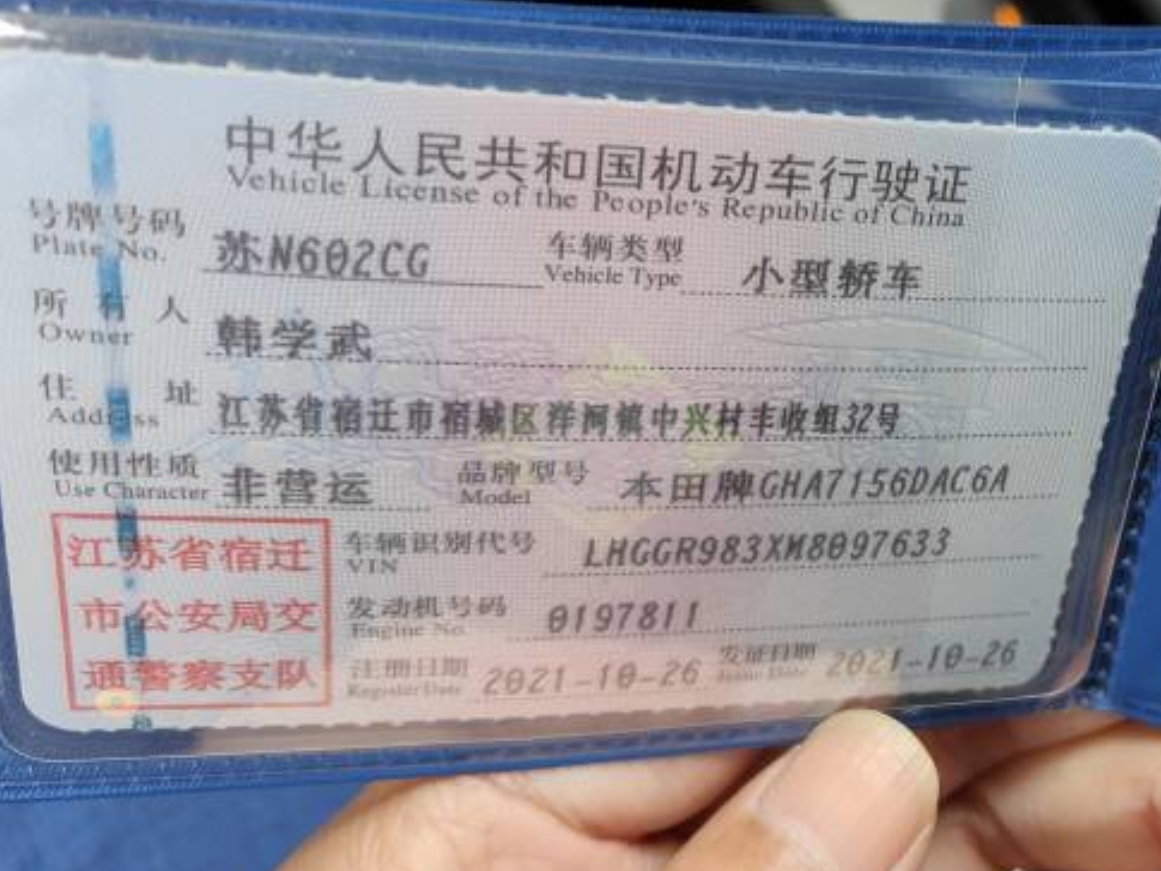 中华人民共和国机动车行驶证
Vehicle License of the People's Republic of China
号牌号码 苏N602CG 车辆类型 小型轿车
Plate No. Vehicle Type
所有人 韩学武
Owner
住址 江苏省宿迁市宿城区洋河镇中兴村丰收组32号
Address
使用性质 非营运 品牌型号 本田牌GHA7156DAC6A
Use Character Model
江苏省宿迁 车辆识别代号 LHGGR983XM8097633
VIN
市公安局交 发动机号码 0197811
Engine No.
通警察支队 注册日期 2021-10-26 发证日期 2021-10-26
Register Date Issue Date